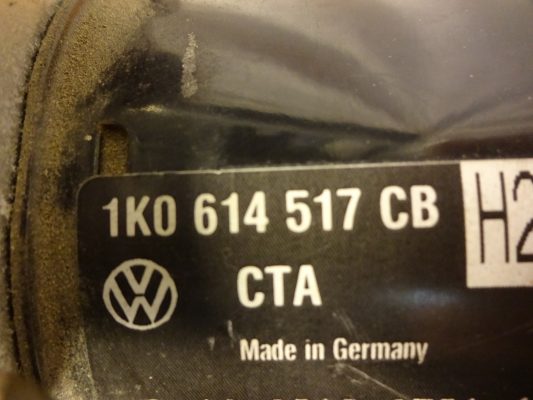 1K0 614 517 CB
H2
CTA
Made in Germany